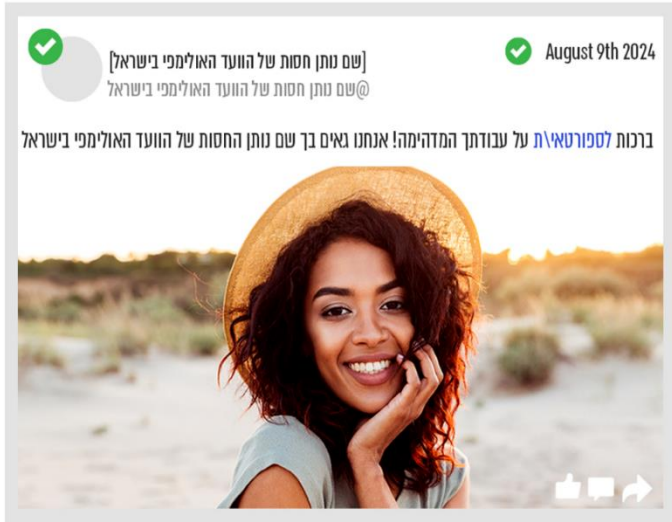 [שם נותן חסות של הוועד האולימפי בישראל]
@שם נותן חסות של הוועד האולימפי בישראל
August 9th 2024
ברכות לספורטאי\ת על עבודתך המדהימה! אנחנו גאים בך שם נותן החסות של הוועד האולימפי בישראל